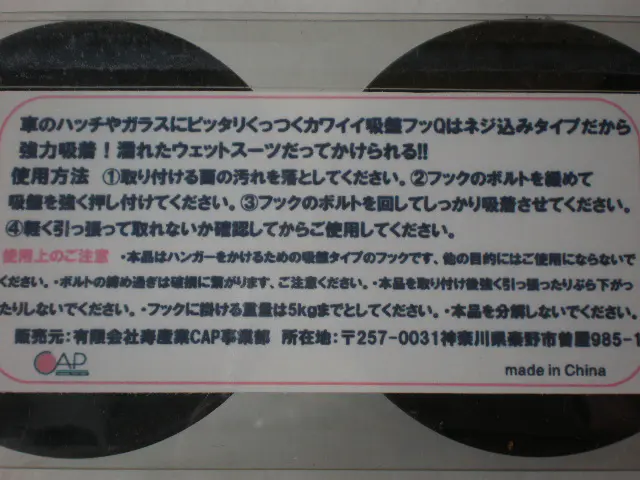 車のハッチやガラスにピッタリくっつくカワイイ吸盤フッQはネジ込みタイプだから
強力吸着！濡れたウェットスーツだってかけられる!!
使用方法 ①取り付ける面の汚れを落としてください。②フックのボルトを緩めて
吸盤を強く押し付けてください。③フックのボルトを回してしっかり吸着させてください。
④軽く引っ張って取れないか確認してからご使用してください。
使用上のご注意 ・本品はハンガーをかけるための吸盤タイプのフックです、他の目的にはご使用にならないで
ください。・ボルトの締め過ぎは破損に繋がります、ご注意ください。・本品を取り付け後強く引っ張ったりぶら下がっ
たりしないでください。・フックに掛ける重量は5kgまでとしてください。・本品を分解しないでください。
販売元:有限会社寿産業CAP事業部 所在地:〒257-0031神奈川県秦野市曽屋985-1
CAP
made in China